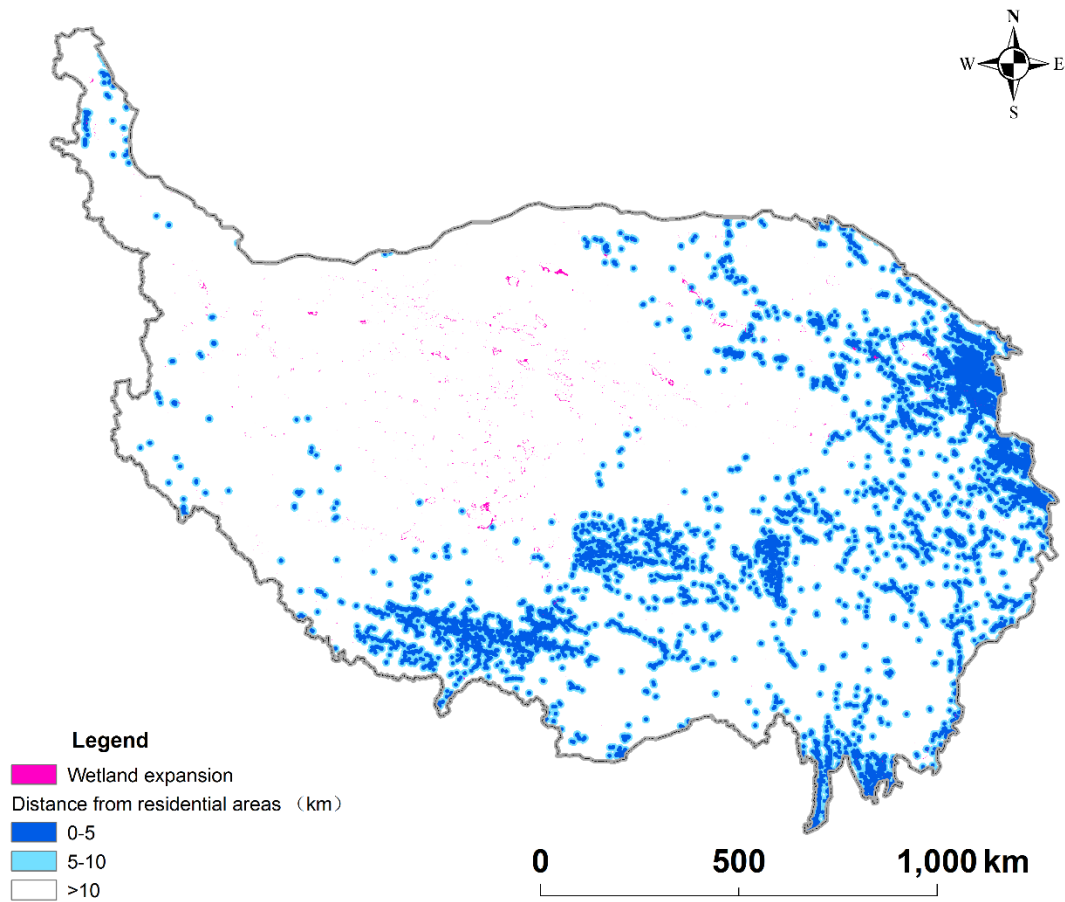 N
W E
S
Legend
Wetland expansion
Distance from residential areas （km）
0-5
5-10
>10
0 500 1,000 km